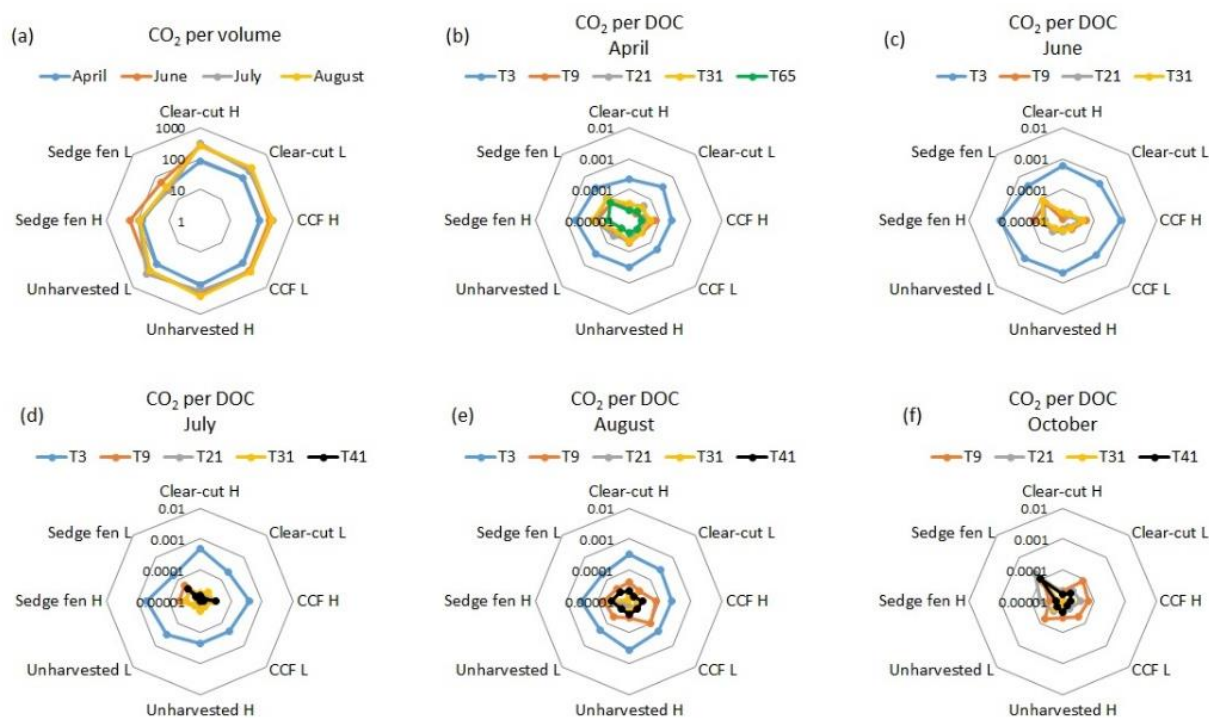 (a)
CO₂ per volume
April June July August
Clear-cut H
1000
Sedge fen L
Clear-cut L
100
10
Sedge fen H
1
CCF H
Unharvested L
CCF L
Unharvested H
(b)
CO₂ per DOC
April
T3 T9 T21 T31 T65
Clear-cut H
0.01
Sedge fen L
Clear-cut L
0.001
0.0001
Sedge fen H
0.00001
CCF H
Unharvested L
CCF L
Unharvested H
(c)
CO₂ per DOC
June
T3 T9 T21 T31
Clear-cut H
0.01
Sedge fen L
Clear-cut L
0.001
0.0001
Sedge fen H
0.00001
CCF H
Unharvested L
CCF L
Unharvested H
(d)
CO₂ per DOC
July
T3 T9 T21 T31 T41
Clear-cut H
0.01
Sedge fen L
Clear-cut L
0.001
0.0001
Sedge fen H
0.00001
CCF H
Unharvested L
CCF L
Unharvested H
(e)
CO₂ per DOC
August
T3 T9 T21 T31 T41
Clear-cut H
0.01
Sedge fen L
Clear-cut L
0.001
0.0001
Sedge fen H
0.00001
CCF H
Unharvested L
CCF L
Unharvested H
(f)
CO₂ per DOC
October
T9 T21 T31 T41
Clear-cut H
0.01
Sedge fen L
Clear-cut L
0.001
0.0001
Sedge fen H
0.00001
CCF H
Unharvested L
CCF L
Unharvested H